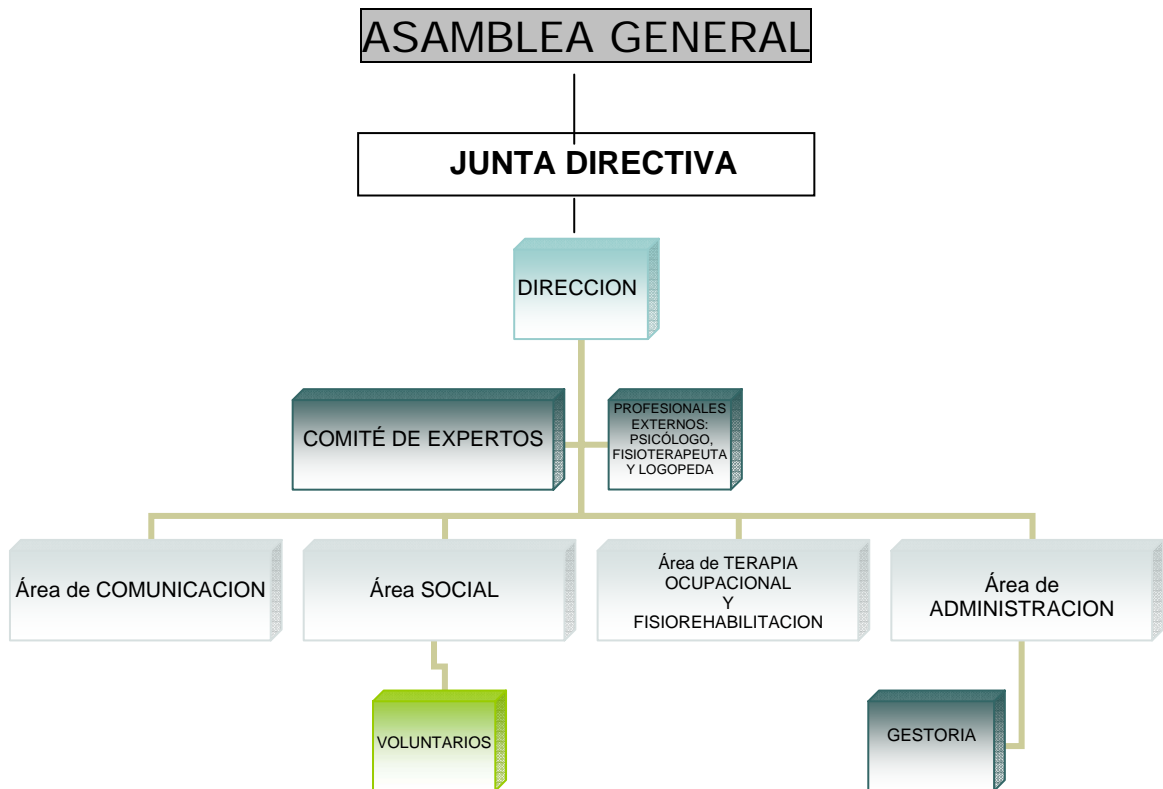 ASAMBLEA GENERAL
JUNTA DIRECTIVA
DIRECCION
COMITÉ DE EXPERTOS
PROFESIONALES
EXTERNOS:
PSICÓLOGO,
FISIOTERAPEUTA
Y LOGOPEDA
Área de COMUNICACION
Área SOCIAL
Área de TERAPIA
OCUPACIONAL
Y
FISIOREHABILITACION
Área de
ADMINISTRACION
VOLUNTARIOS
GESTORIA